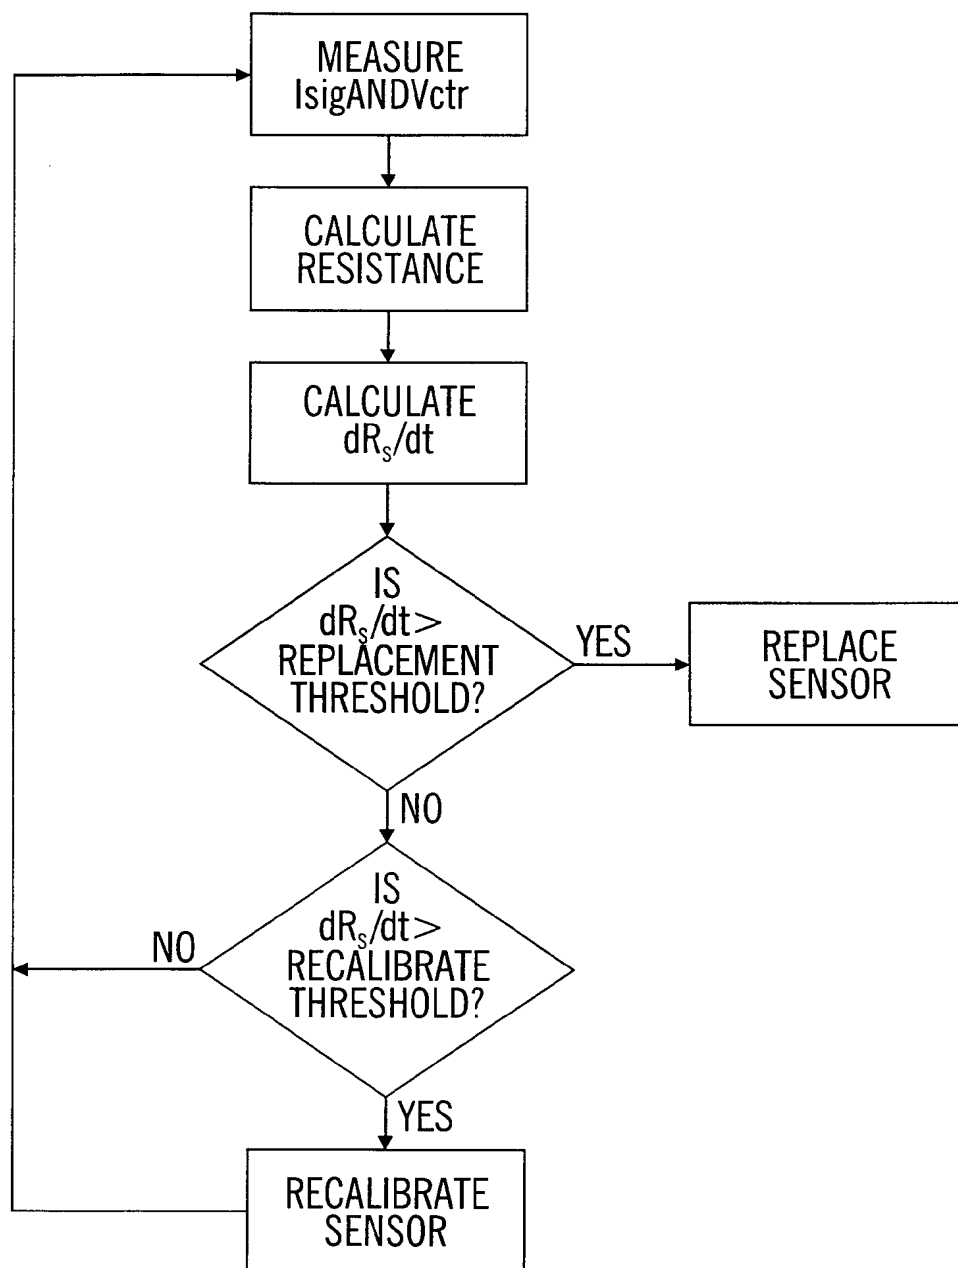 MEASURE
IsigANDVctr
CALCULATE
RESISTANCE
CALCULATE
dRs/dt
IS
dRs/dt>
REPLACEMENT
THRESHOLD?
YES
REPLACE
SENSOR
NO
IS
dRs/dt>
RECALIBRATE
THRESHOLD?
NO
YES
RECALIBRATE
SENSOR